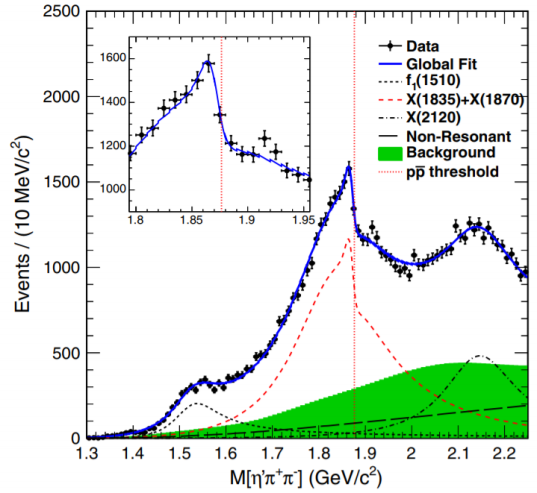 2500
2000
1500
1000
500
0
Events / (10 MeV/c²)
1600
1400
1200
1000
1.8 1.85 1.9 1.95
Data
Global Fit
f₁(1510)
X(1835)+X(1870)
X(2120)
Non-Resonant
Background
pp̅ threshold
1.3 1.4 1.5 1.6 1.7 1.8 1.9 2 2.1 2.2
M[η′π⁺π⁻] (GeV/c²)